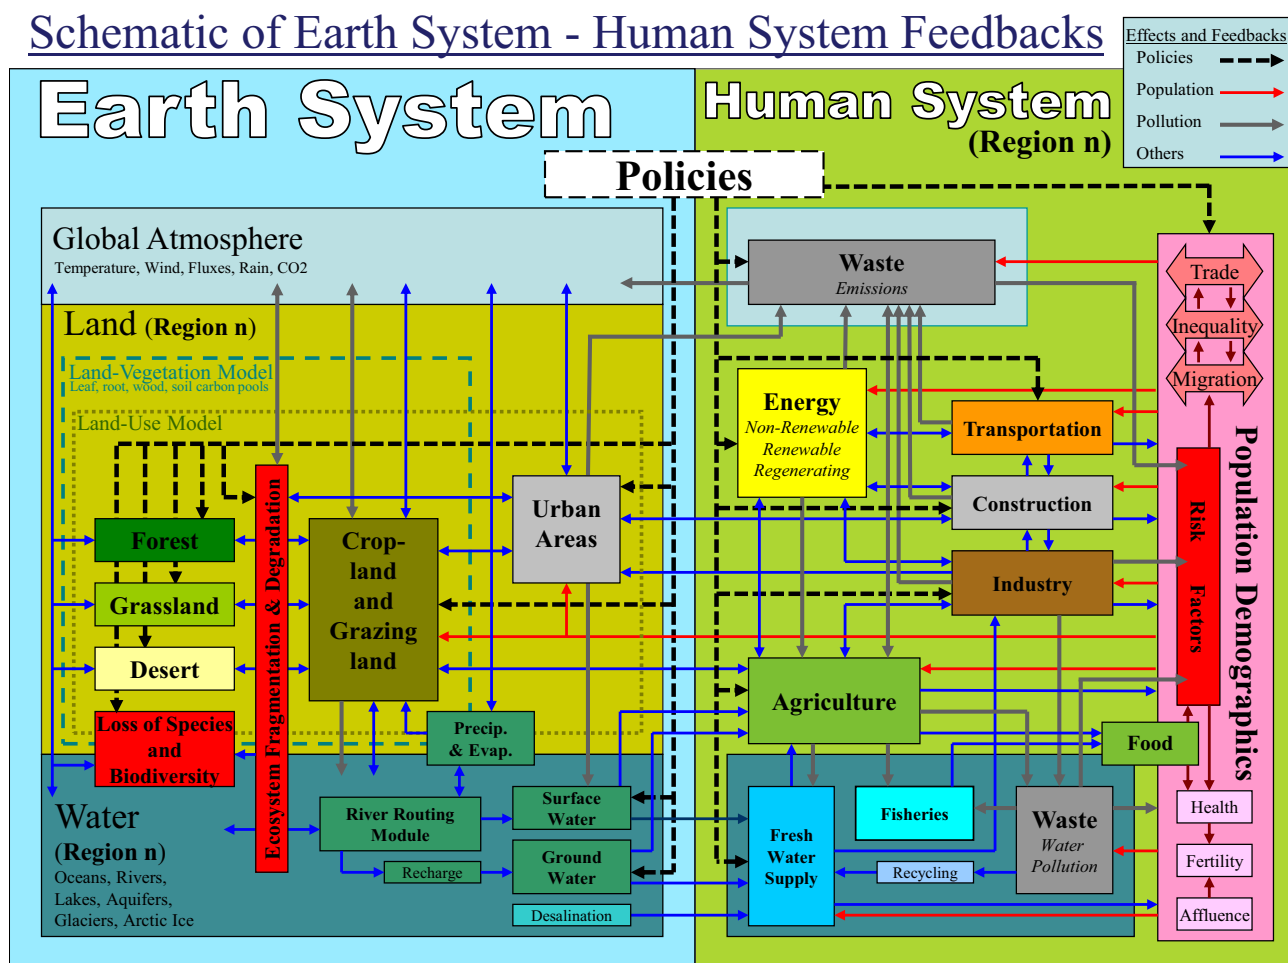 Schematic of Earth System - Human System Feedbacks
Effects and Feedbacks
Policies
Population
Pollution
Others
Earth System
Human System
(Region n)
Policies
Global Atmosphere
Temperature, Wind, Fluxes, Rain, CO2
Land (Region n)
Land-Vegetation Model
Leaf, root, wood, soil carbon pools
Land-Use Model
Forest
Grassland
Desert
Loss of Species
and
Biodiversity
Ecosystem Fragmentation & Degradation
Crop-
land
and
Grazing
land
Urban
Areas
Precip.
& Evap.
Water
(Region n)
Oceans, Rivers,
Lakes, Aquifers,
Glaciers, Arctic Ice
River Routing
Module
Recharge
Surface
Water
Ground
Water
Desalination
Waste
Emissions
Energy
Non-Renewable
Renewable
Regenerating
Transportation
Construction
Industry
Agriculture
Fresh
Water
Supply
Fisheries
Recycling
Waste
Water
Pollution
Food
Trade
Inequality
Migration
Risk
Factors
Population Demographics
Health
Fertility
Affluence